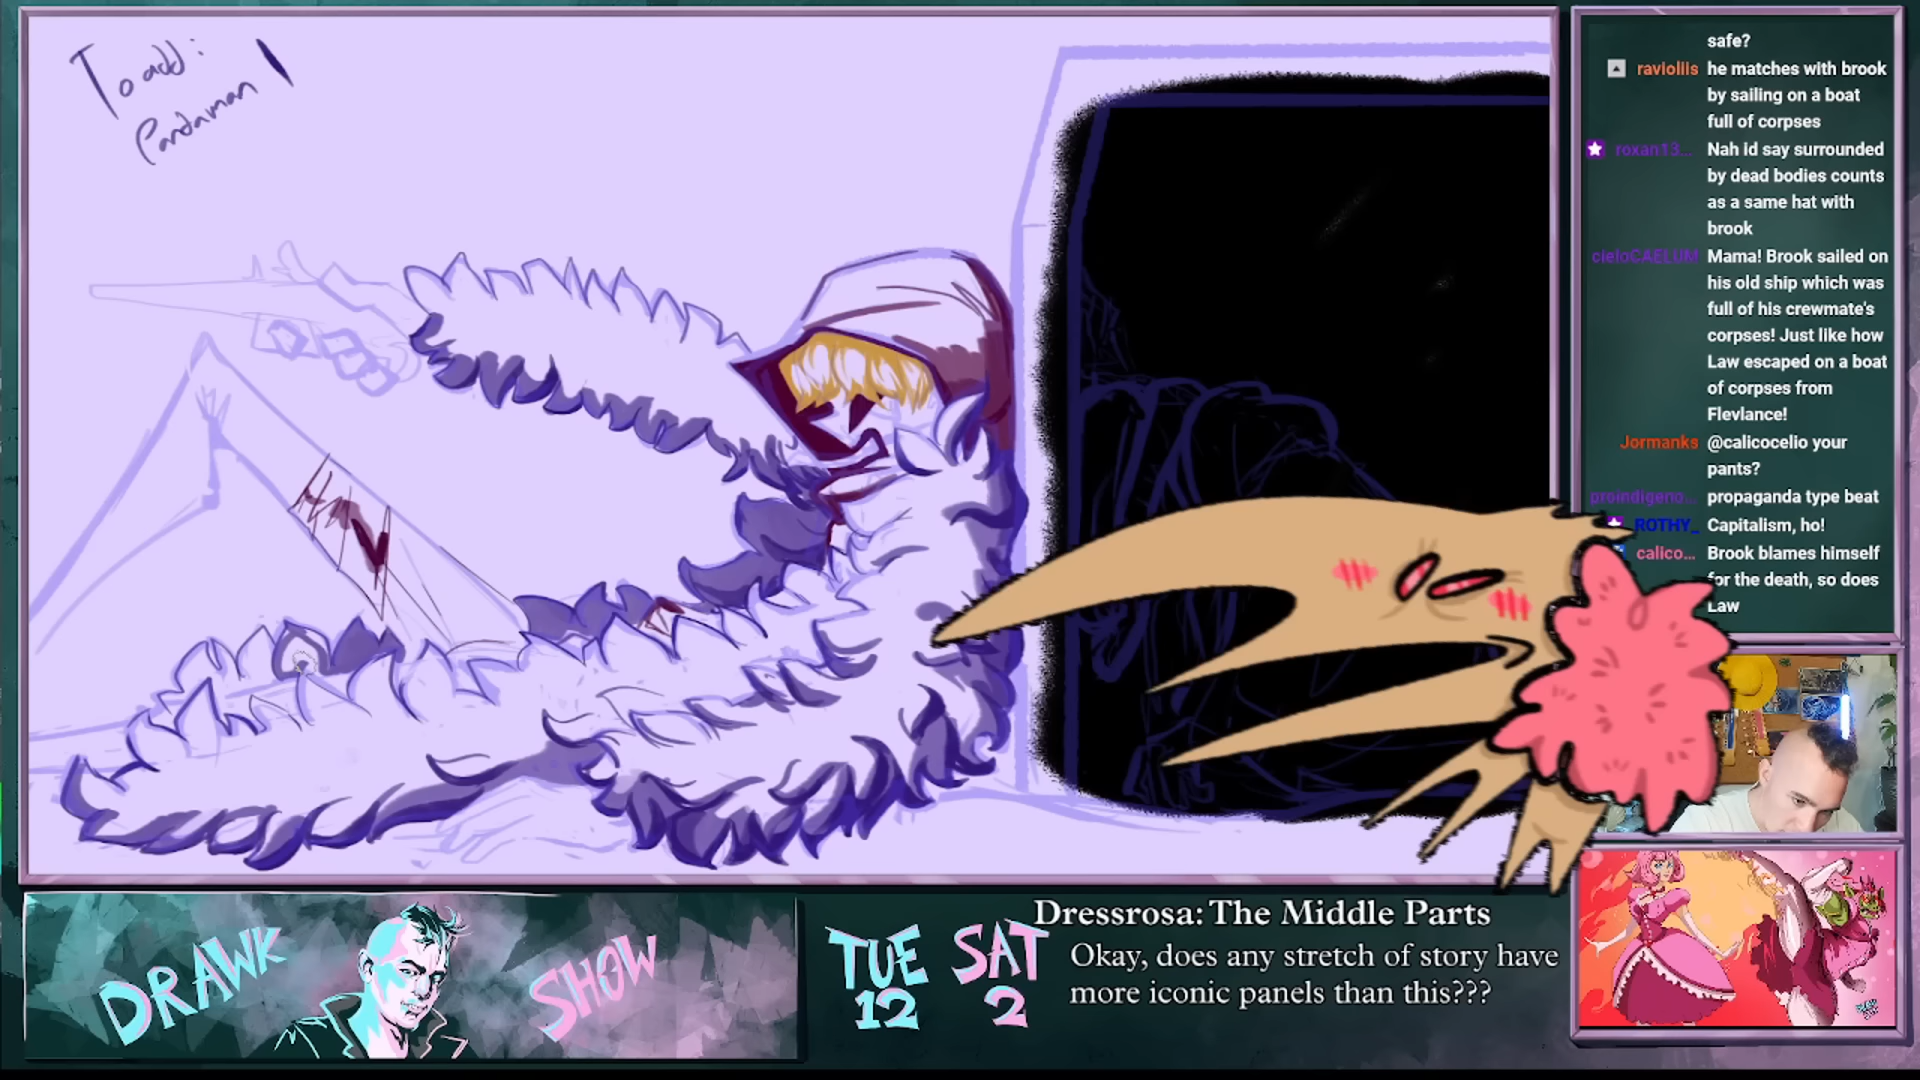 To add:
Pandaman
safe?
raviolis he matches with brook
by sailing on a boat
full of corpses
roxan13... Nah id say surrounded
by dead bodies counts
as a same hat with
brook
cieloCAELUM Mama! Brook sailed on
his old ship which was
full of his crewmate's
corpses! Just like how
Law escaped on a boat
of corpses from
Flevlance!
Jormanks @calicocelio your
pants?
proindigeno... propaganda type beat
ROTHY_ Capitalism, ho!
calico... Brook blames himself
for the death, so does
Law
DRAWK
SHOW
TUE SAT
12 2
Dressrosa: The Middle Parts
Okay, does any stretch of story have
more iconic panels than this???